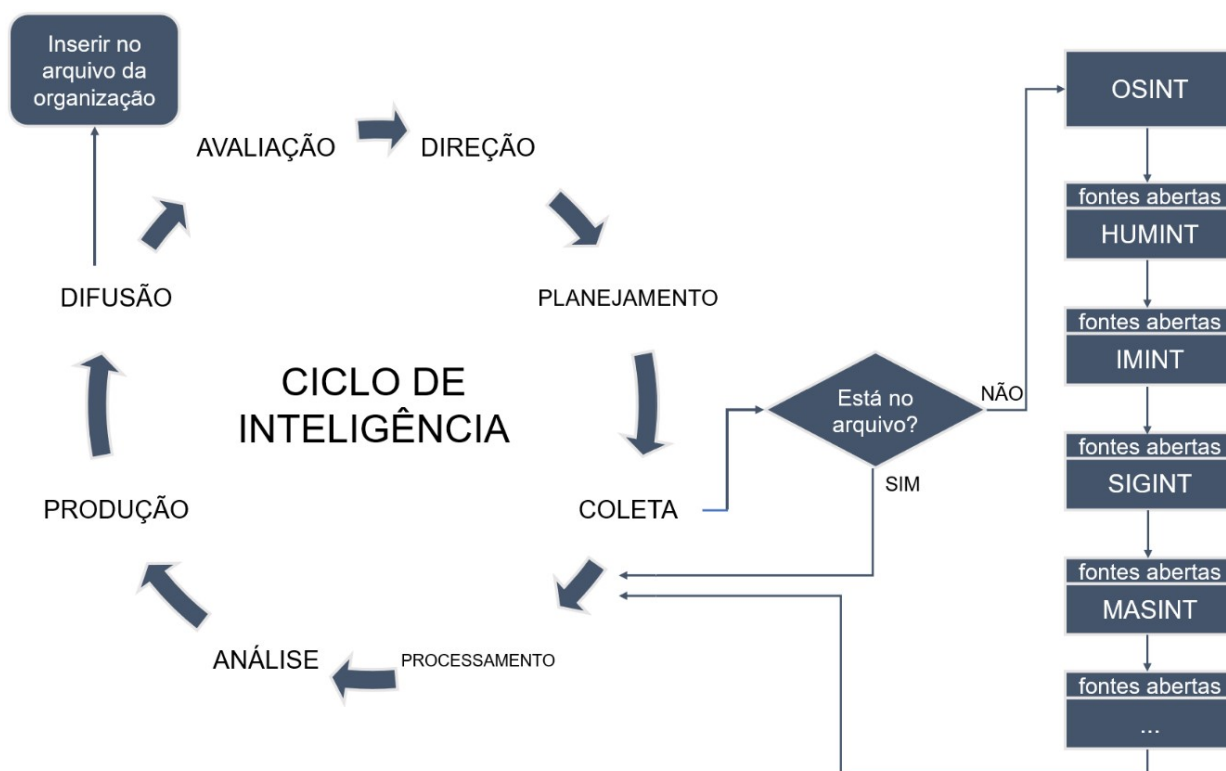 Inserir no
arquivo da
organização
AVALIAÇÃO
DIREÇÃO
DIFUSÃO
PLANEJAMENTO
CICLO DE
INTELIGÊNCIA
PRODUÇÃO
COLETA
ANÁLISE
PROCESSAMENTO
Está no
arquivo?
NÃO
SIM
OSINT
fontes abertas
HUMINT
fontes abertas
IMINT
fontes abertas
SIGINT
fontes abertas
MASINT
fontes abertas
...